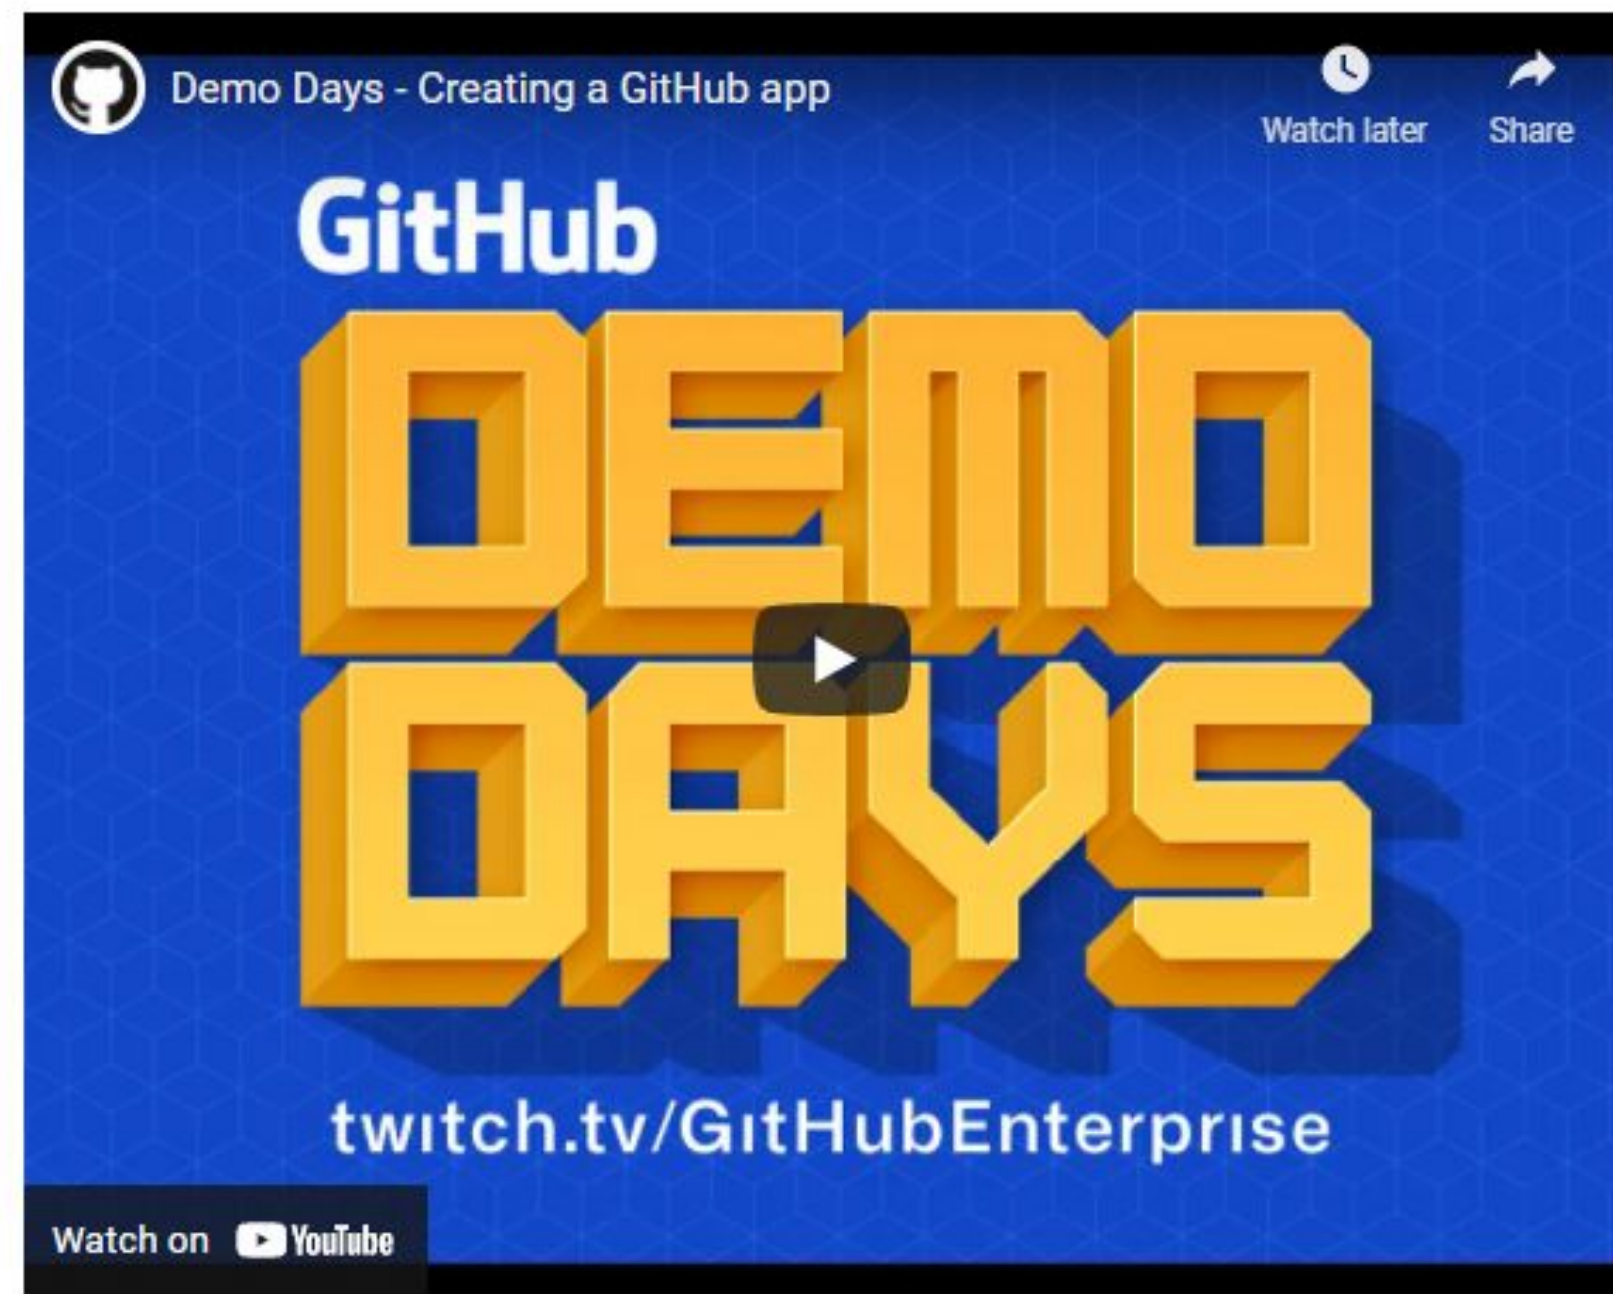 Demo Days - Creating a GitHub app
Watch later
Share
GitHub
DEMO
DAYS
twitch.tv/GitHubEnterprise
Watch on YouTube